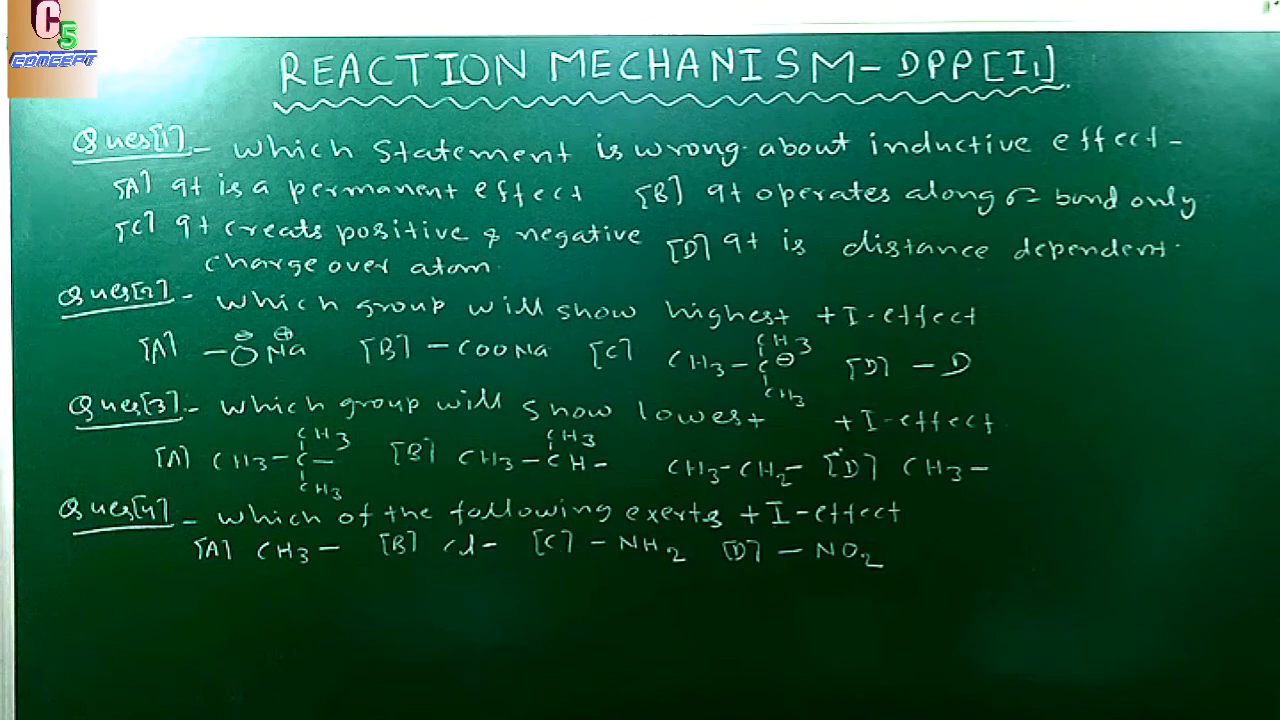 C5
CONCEPT
REACTION MECHANISM-DPP[I1]
Ques[1]- which statement is wrong about inductive effect-
[A] It is a permanent effect [B] It operates along σ- bond only
[C] It creats positive & negative charge over atom. [D] It is distance dependent.
Ques[2]- which group will show highest +I-effect
[A] -O⊖ Na⊕ [B] -COONa [C] CH3-C⊖(CH3)-CH3 [D] -D
Ques[3]- which group will show lowest +I-effect
[A] CH3-C(CH3)(CH3)- [B] CH3-CH(CH3)- CH3-CH2- [D] CH3-
Ques[4]- which of the following exerts +I-effect
[A] CH3- [B] Cl- [C] -NH2 [D] -NO2